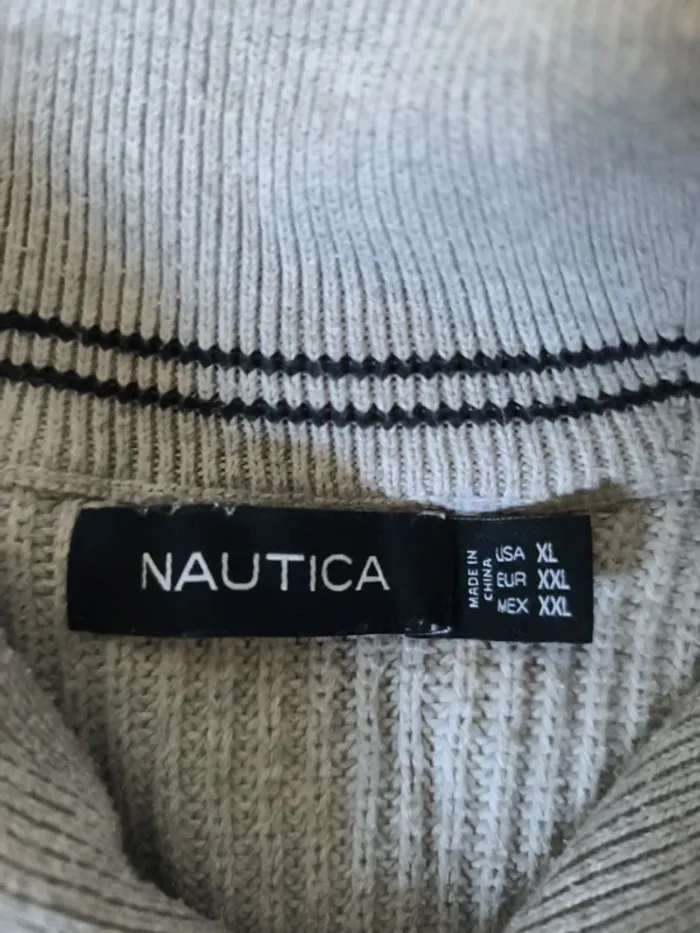 NAUTICA
MADE IN
CHINA
USA XL
EUR XXL
MEX XXL